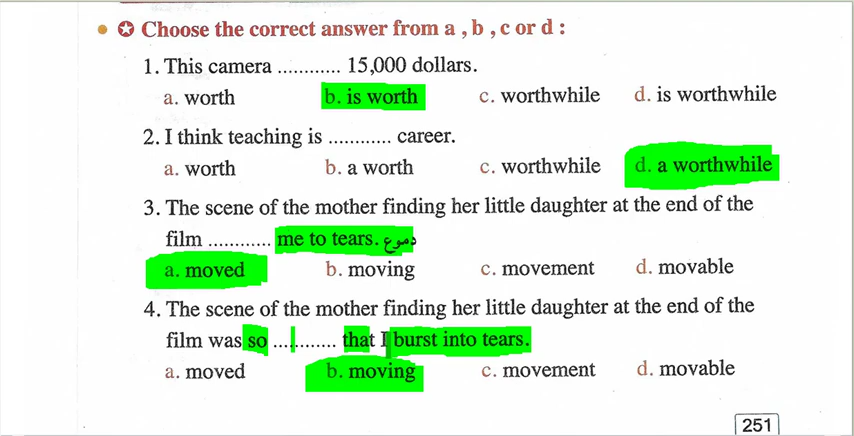 Choose the correct answer from a , b , c or d :
1. This camera ............ 15,000 dollars.
a. worth b. is worth c. worthwhile d. is worthwhile
2. I think teaching is ............ career.
a. worth b. a worth c. worthwhile d. a worthwhile
3. The scene of the mother finding her little daughter at the end of the
film ............ me to tears. دموع
a. moved b. moving c. movement d. movable
4. The scene of the mother finding her little daughter at the end of the
film was so ............ that I burst into tears.
a. moved b. moving c. movement d. movable
251